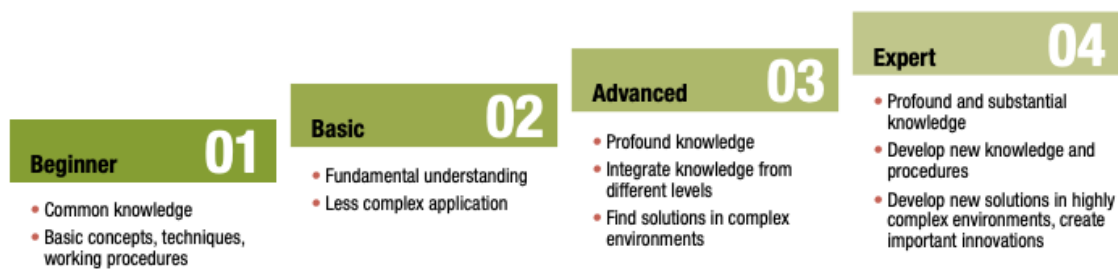 Beginner 01
• Common knowledge
• Basic concepts, techniques,
working procedures
Basic 02
• Fundamental understanding
• Less complex application
Advanced 03
• Profound knowledge
• Integrate knowledge from
different levels
• Find solutions in complex
environments
Expert 04
• Profound and substantial
knowledge
• Develop new knowledge and
procedures
• Develop new solutions in highly
complex environments, create
important innovations